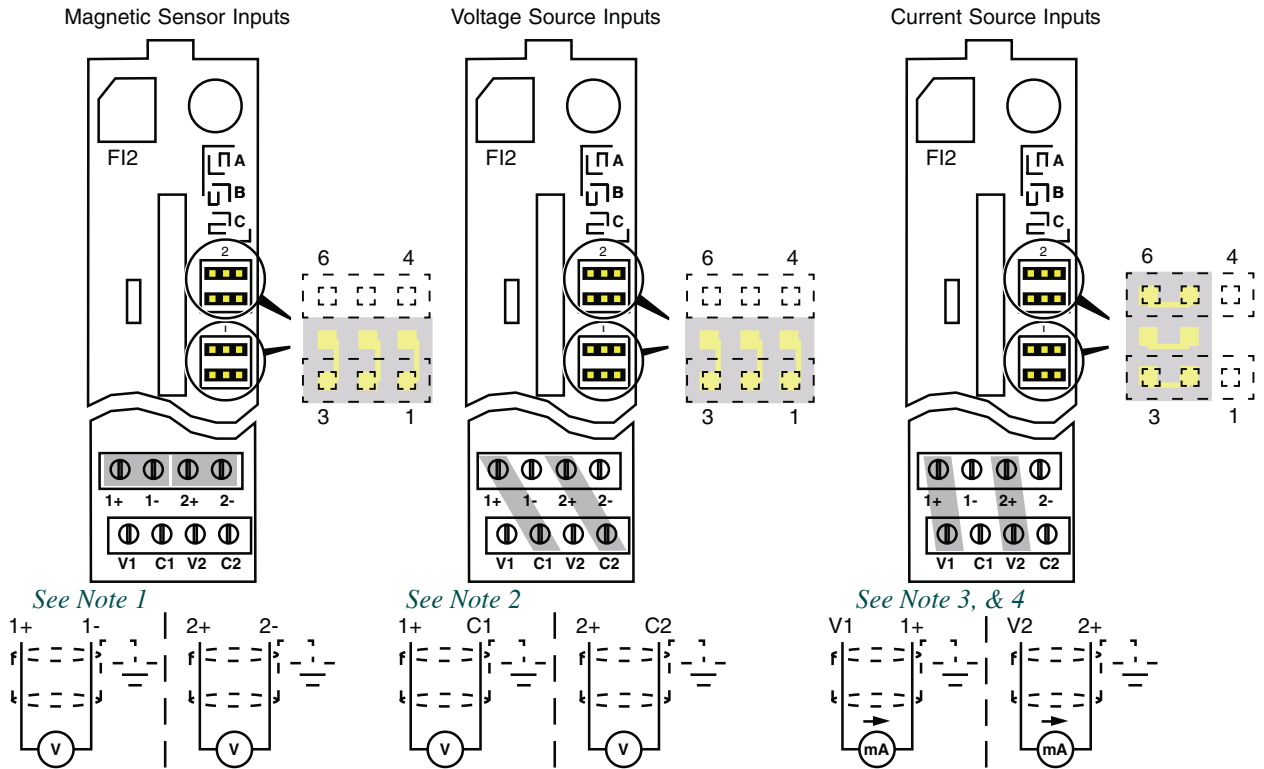 Magnetic Sensor Inputs
Voltage Source Inputs
Current Source Inputs
FI2
A
B
C
2
1
6 4
3 1
FI2
A
B
C
2
1
6 4
3 1
FI2
A
B
C
2
1
6 4
3 1
1+ 1- 2+ 2-
V1 C1 V2 C2
1+ 1- 2+ 2-
V1 C1 V2 C2
1+ 1- 2+ 2-
V1 C1 V2 C2
See Note 1
See Note 2
See Note 3, & 4
1+ 1- 2+ 2-
1+ C1 2+ C2
V1 1+ V2 2+
V V
V V
mA mA